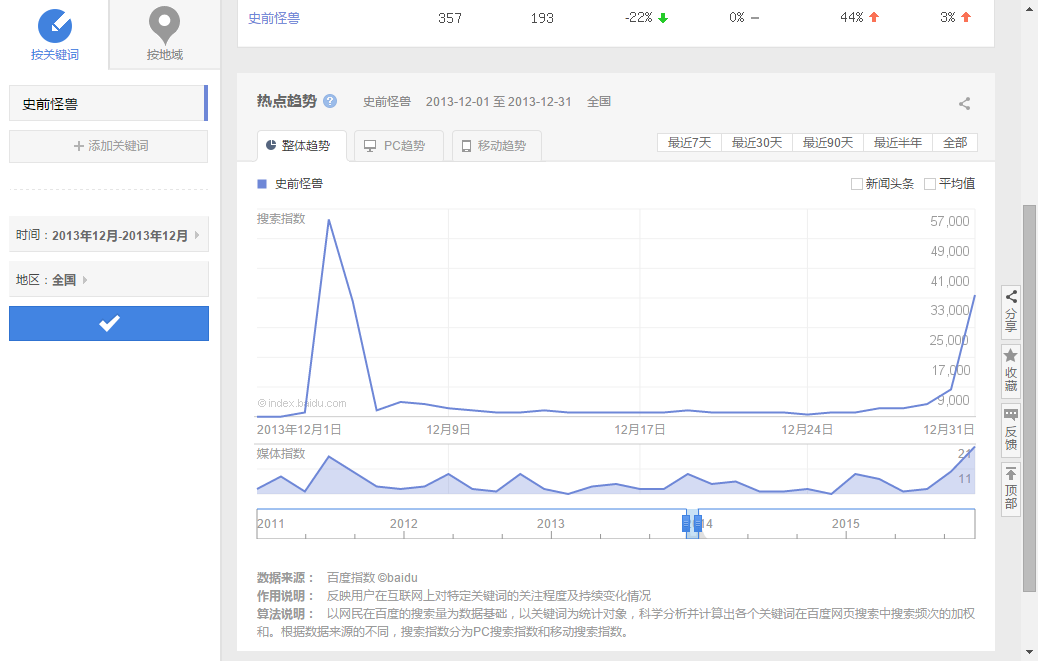 史前怪兽 357 193 -22% 0% 44% 3%
按关键词 按地域
史前怪兽
+ 添加关键词
时间：2013年12月-2013年12月
地区：全国
热点趋势 ? 史前怪兽 2013-12-01 至 2013-12-31 全国
整体趋势 PC趋势 移动趋势 最近7天 最近30天 最近90天 最近半年 全部
史前怪兽 新闻头条 平均值
搜索指数
57,000
49,000
41,000
33,000
25,000
17,000
9,000
©index.baidu.com
2013年12月1日 12月9日 12月17日 12月24日 12月31日
媒体指数
21
11
2011 2012 2013 14 2015
数据来源： 百度指数 ©baidu
作用说明： 反映用户在互联网上对特定关键词的关注程度及持续变化情况
算法说明： 以网民在百度的搜索量为数据基础，以关键词为统计对象，科学分析并计算出各个关键词在百度网页搜索中搜索频次的加权
和。根据数据来源的不同，搜索指数分为PC搜索指数和移动搜索指数。
分享
收藏
反馈
顶部